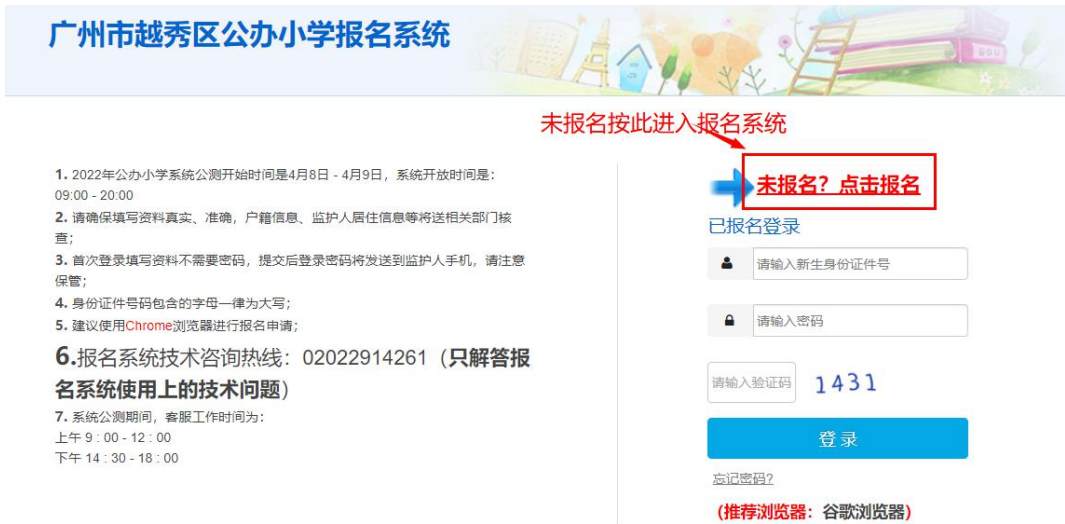 广州市越秀区公办小学报名系统
未报名按此进入报名系统
1. 2022年公办小学系统公测开始时间是4月8日 - 4月9日，系统开放时间是：
09:00 - 20:00
2. 请确保填写资料真实、准确，户籍信息、监护人居住信息等将送相关部门核
查；
3. 首次登录填写资料不需要密码，提交后登录密码将发送到监护人手机，请注意
保管；
4. 身份证件号码包含的字母一律为大写；
5. 建议使用Chrome浏览器进行报名申请；
6.报名系统技术咨询热线：02022914261（只解答报
名系统使用上的技术问题）
7. 系统公测期间，客服工作时间为：
上午 9 : 00 - 12 : 00
下午 14 : 30 - 18 : 00
未报名？点击报名
已报名登录
请输入新生身份证件号
请输入密码
请输入验证码 1431
登录
忘记密码?
(推荐浏览器：谷歌浏览器)